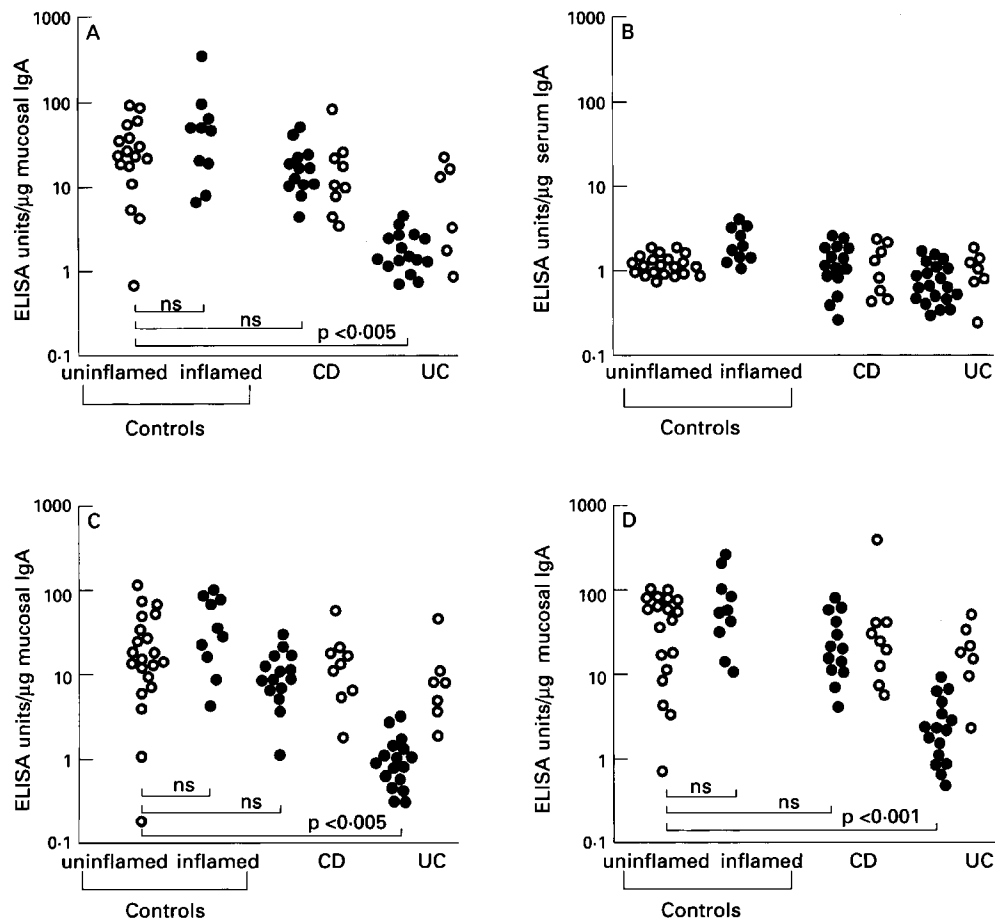 A
ELISA units/μg mucosal IgA
1000
100
10
1
0·1
ns
ns
p <0·005
uninflamed inflamed CD UC
Controls
B
ELISA units/μg serum IgA
1000
100
10
1
0·1
uninflamed inflamed CD UC
Controls
C
ELISA units/μg mucosal IgA
1000
100
10
1
0·1
ns
ns
p <0·005
uninflamed inflamed CD UC
Controls
D
ELISA units/μg mucosal IgA
1000
100
10
1
0·1
ns
ns
p <0·001
uninflamed inflamed CD UC
Controls